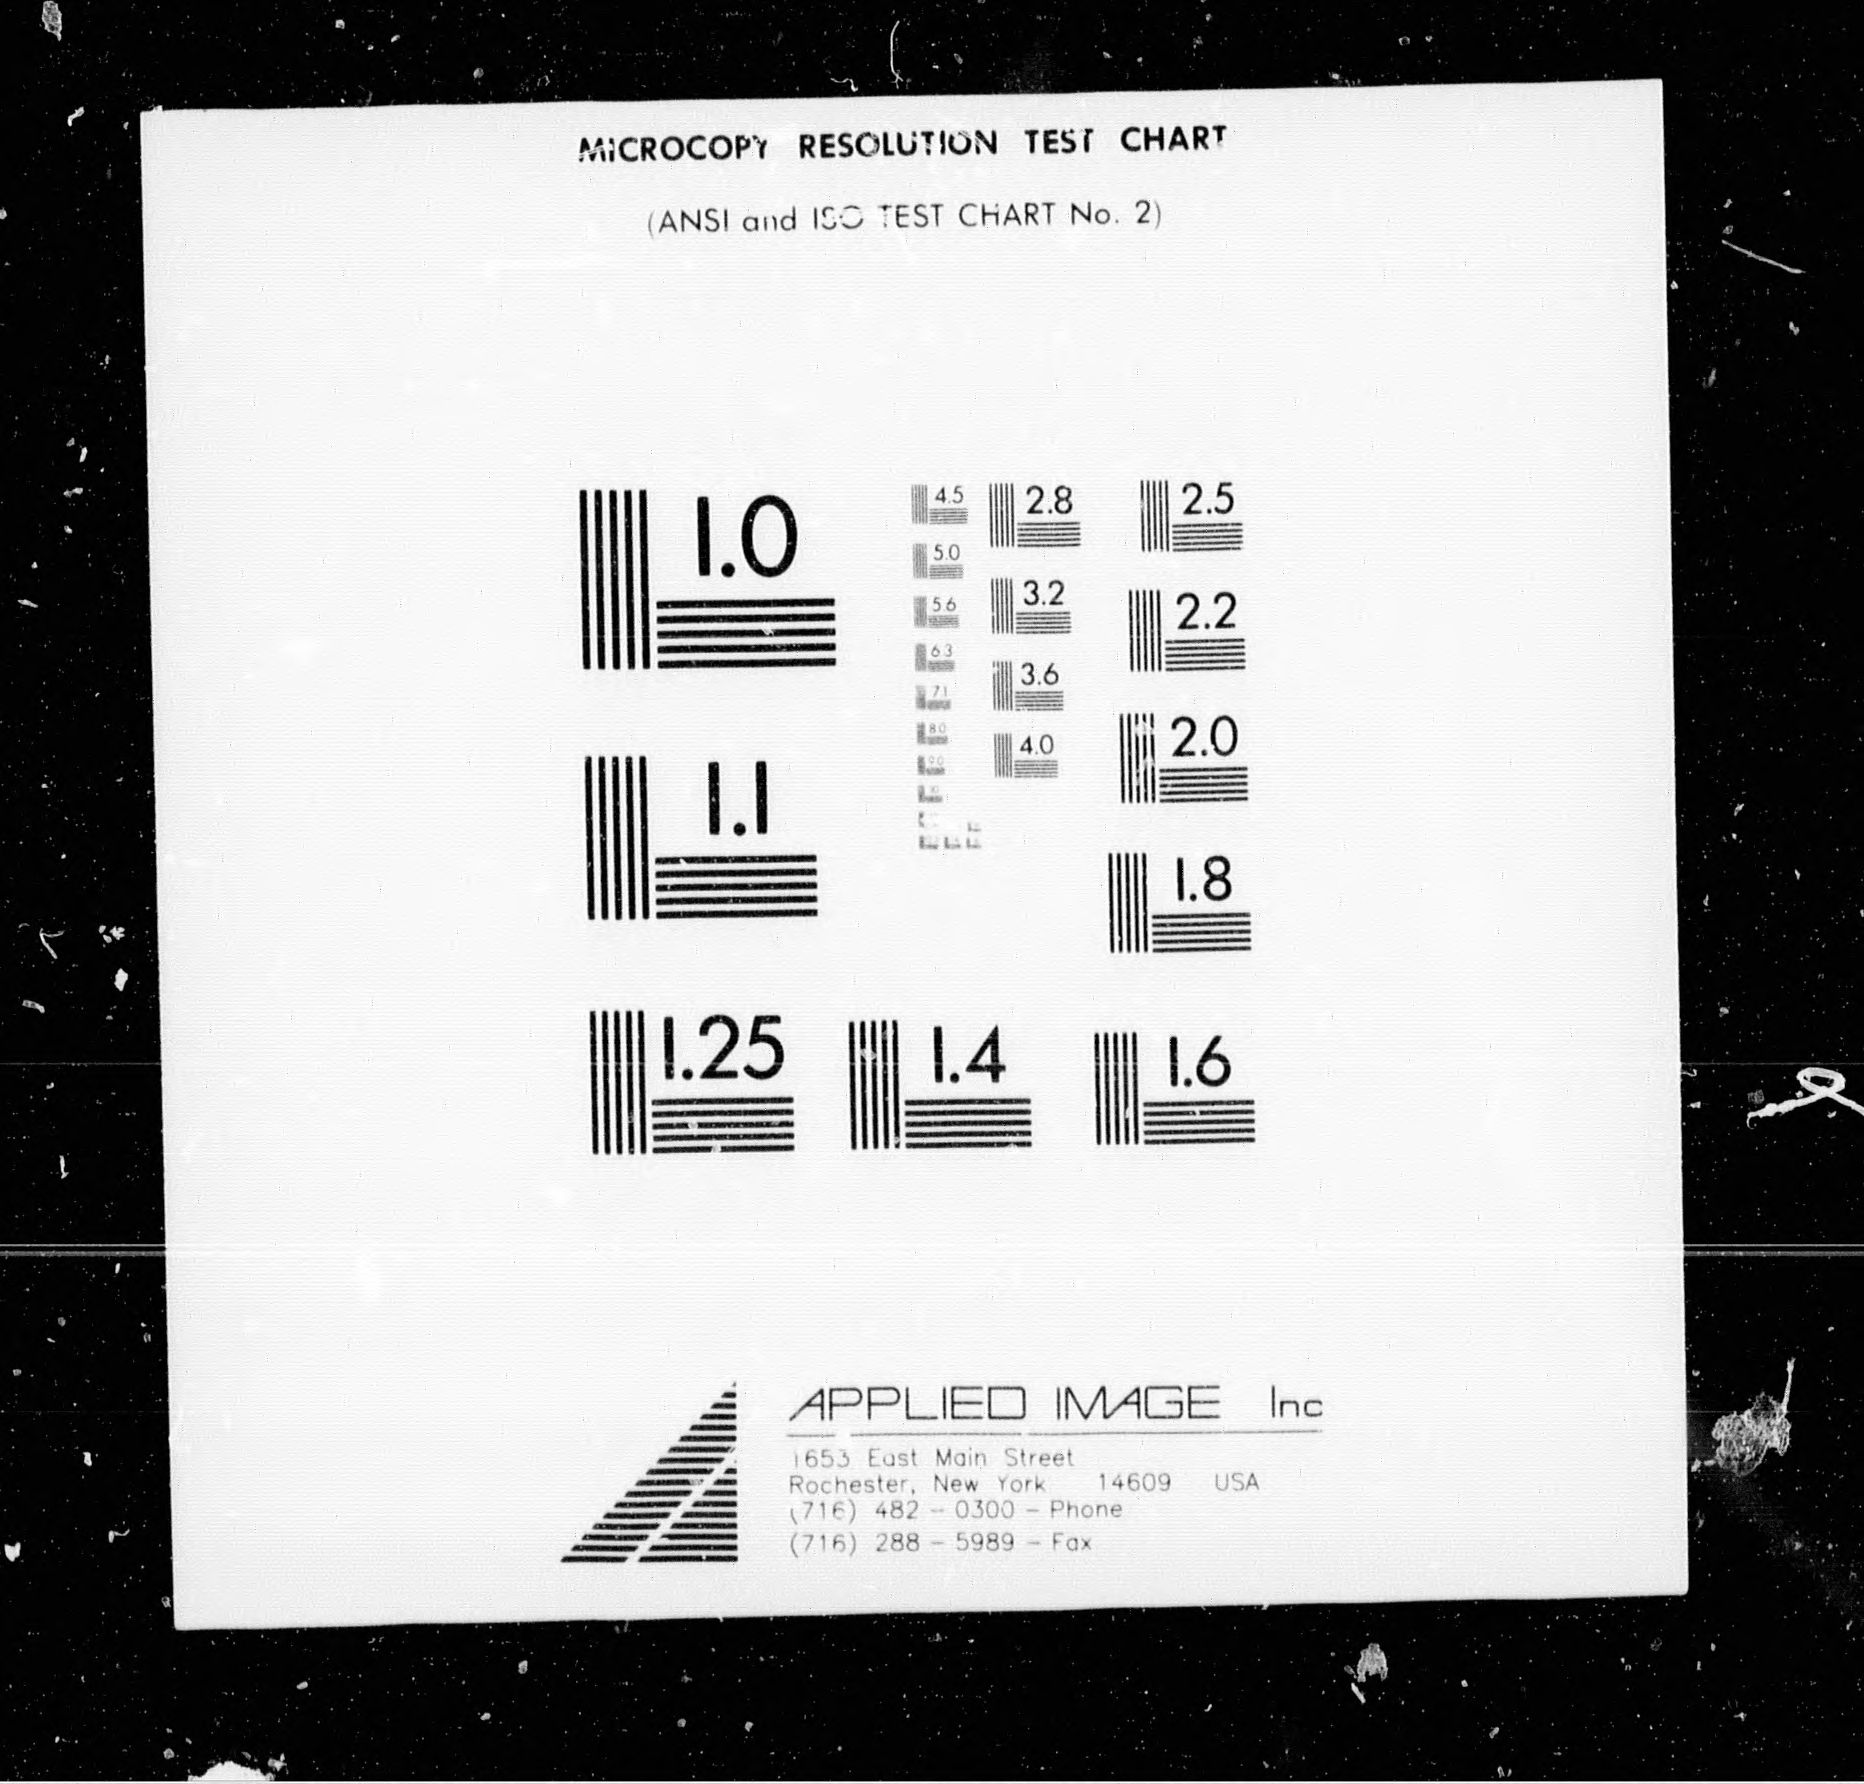 MICROCOPY RESOLUTION TEST CHART
(ANSI and ISO TEST CHART No. 2)
1.0
4.5
2.8
2.5
5.0
3.2
2.2
5.6
6.3
3.6
7.1
2.0
8.0
4.0
9.0
1.1
1.8
1.25
1.4
1.6
APPLIED IMAGE Inc
1653 East Main Street
Rochester, New York 14609 USA
(716) 482 - 0300 - Phone
(716) 288 - 5989 - Fax